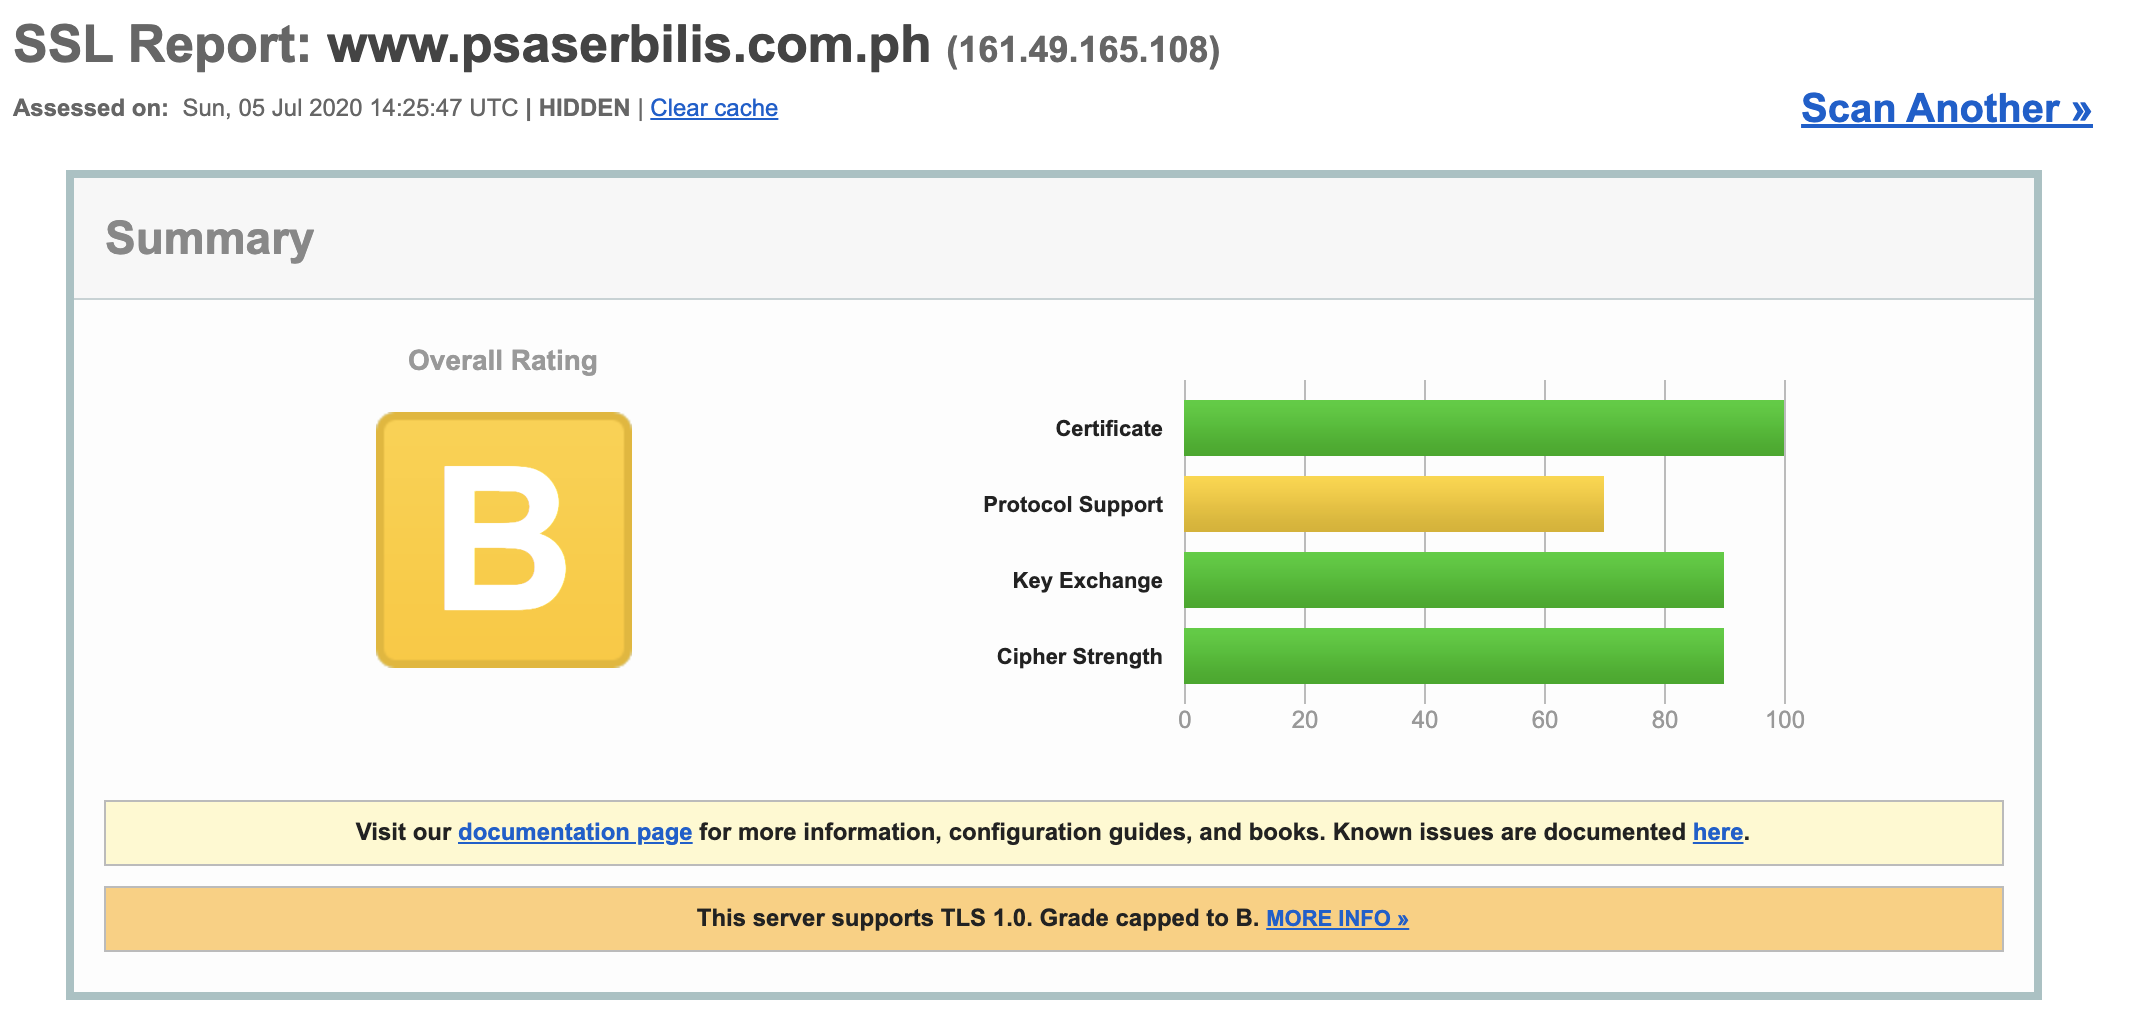 SSL Report: www.psaserbilis.com.ph (161.49.165.108)
Assessed on: Sun, 05 Jul 2020 14:25:47 UTC | HIDDEN | Clear cache
Scan Another »
Summary
Overall Rating
B
Certificate
Protocol Support
Key Exchange
Cipher Strength
0 20 40 60 80 100
Visit our documentation page for more information, configuration guides, and books. Known issues are documented here.
This server supports TLS 1.0. Grade capped to B. MORE INFO »